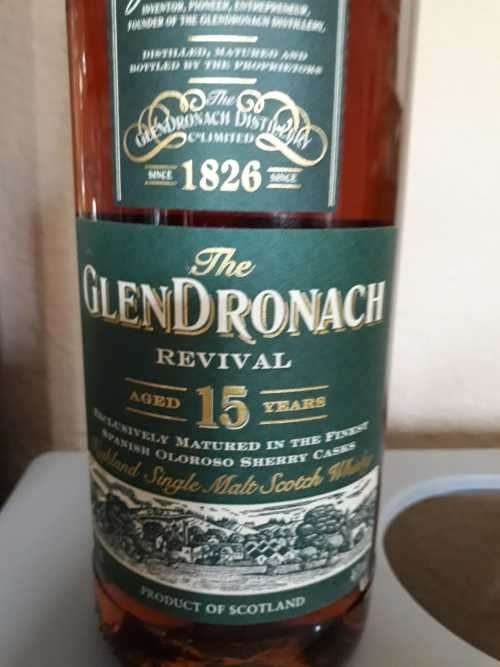 INVENTOR, PIONEER, ENTREPRENEUR,
FOUNDER OF THE GLENDRONACH DISTILLERY.
DISTILLED, MATURED AND
BOTTLED BY THE PROPRIETORS
The
GLENDRONACH DISTILLERY
Co LIMITED
SINCE 1826 SINCE
The
GLENDRONACH
REVIVAL
AGED 15 YEARS
EXCLUSIVELY MATURED IN THE FINEST
SPANISH OLOROSO SHERRY CASKS
Highland Single Malt Scotch Whisky
PRODUCT OF SCOTLAND